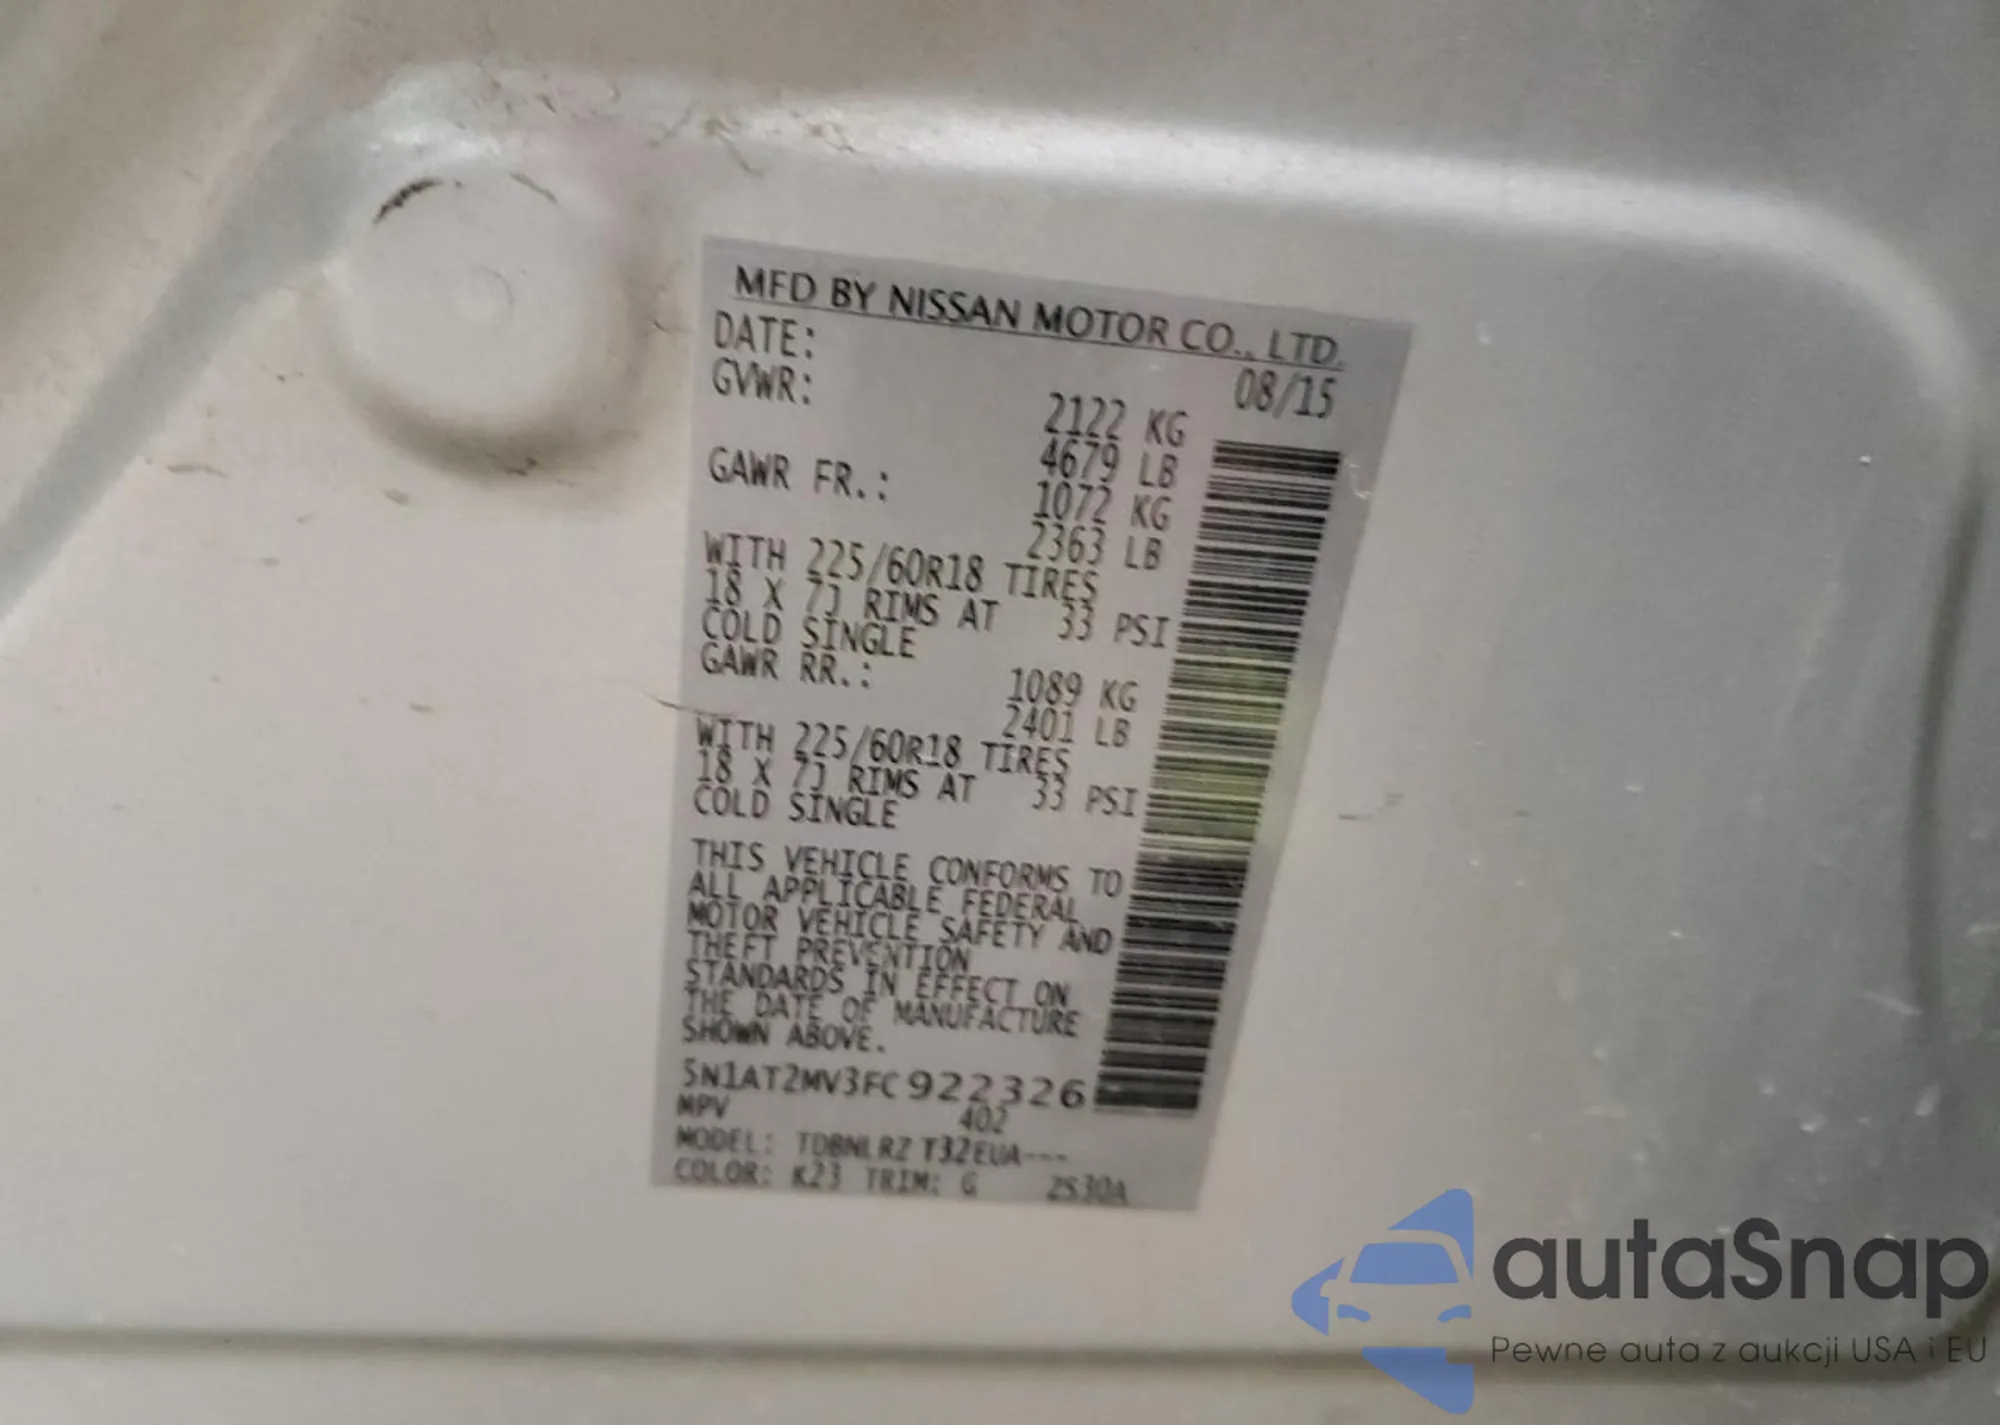 MFD BY NISSAN MOTOR CO., LTD.
DATE: 08/15
GVWR: 2122 KG
4679 LB
GAWR FR.: 1072 KG
2363 LB
WITH 225/60R18 TIRES
18 X 7J RIMS AT 33 PSI
COLD SINGLE
GAWR RR.: 1089 KG
2401 LB
WITH 225/60R18 TIRES
18 X 7J RIMS AT 33 PSI
COLD SINGLE
THIS VEHICLE CONFORMS TO
ALL APPLICABLE FEDERAL
MOTOR VEHICLE SAFETY AND
THEFT PREVENTION
STANDARDS IN EFFECT ON
THE DATE OF MANUFACTURE
SHOWN ABOVE.
5N1AT2MV3FC922326
MPV 402
MODEL: TDBNLRZ T32EUA---
COLOR: K23 TRIM: G 2S30A
autaSnap
Pewne auta z aukcji USA i EU